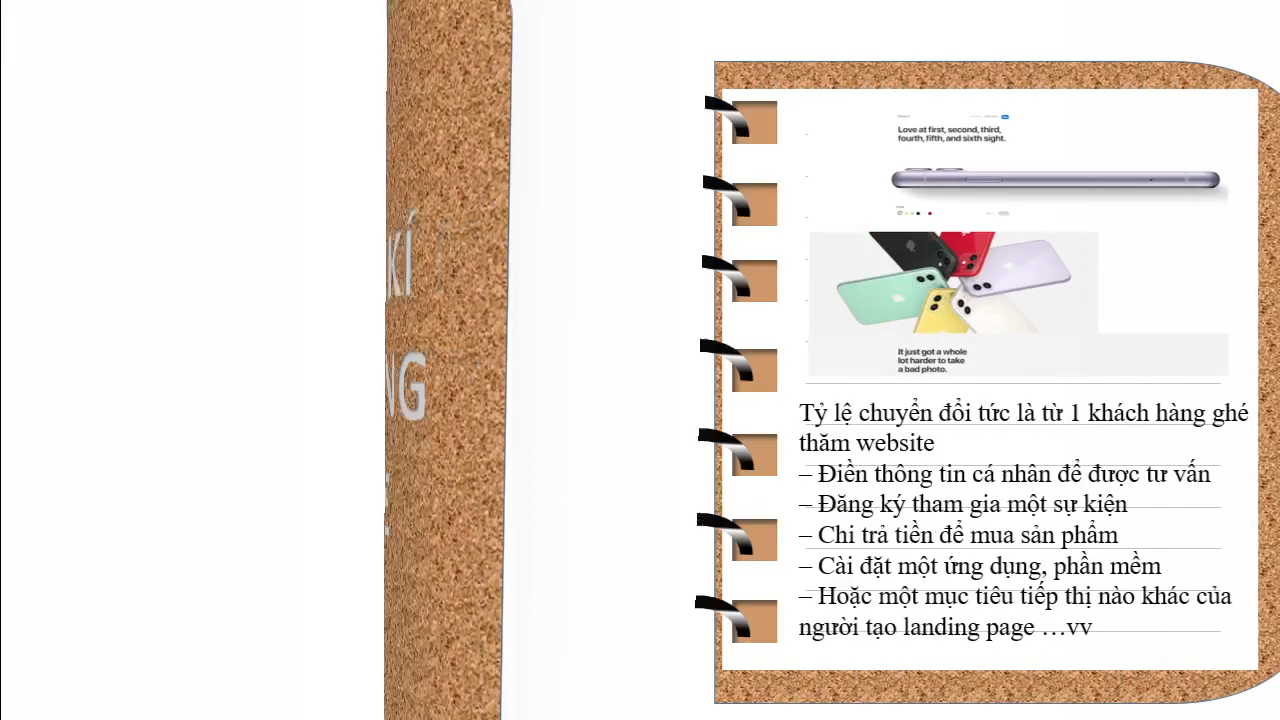 KÍ
NG
Love at first, second, third,
fourth, fifth, and sixth sight.
It just got a whole
lot harder to take
a bad photo.
Tỷ lệ chuyển đổi tức là từ 1 khách hàng ghé
thăm website
– Điền thông tin cá nhân để được tư vấn
– Đăng ký tham gia một sự kiện
– Chi trả tiền để mua sản phẩm
– Cài đặt một ứng dụng, phần mềm
– Hoặc một mục tiêu tiếp thị nào khác của
người tạo landing page …vv